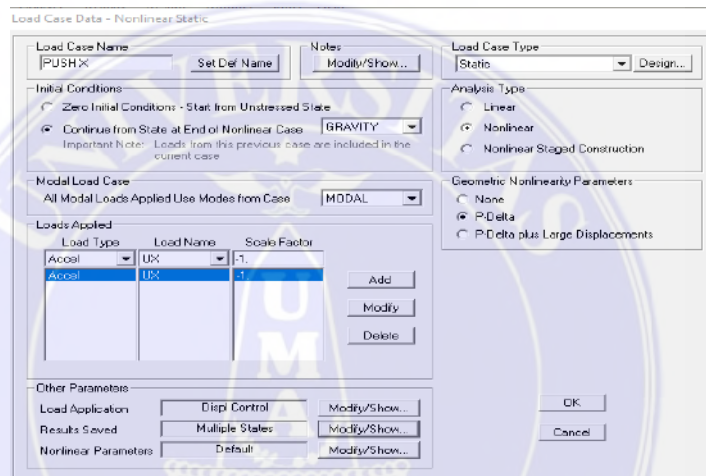 Load Case Data - Nonlinear Static
Load Case Name
PUSH X
Set Def Name
Notes
Modify/Show...
Load Case Type
Static
Design...
Initial Conditions
Zero Initial Conditions - Start from Unstressed State
Continue from State at End of Nonlinear Case
GRAVITY
Important Note: Loads from this previous case are included in the
current case
Analysis Type
Linear
Nonlinear
Nonlinear Staged Construction
Modal Load Case
All Modal Loads Applied Use Modes from Case
MODAL
Geometric Nonlinearity Parameters
None
P-Delta
P-Delta plus Large Displacements
Loads Applied
Load Type Load Name Scale Factor
Accel UX -1.
Accel UX -1.
Add
Modify
Delete
Other Parameters
Load Application Displ Control Modify/Show...
Results Saved Multiple States Modify/Show...
Nonlinear Parameters Default Modify/Show...
OK
Cancel
UNIVERS
UMA